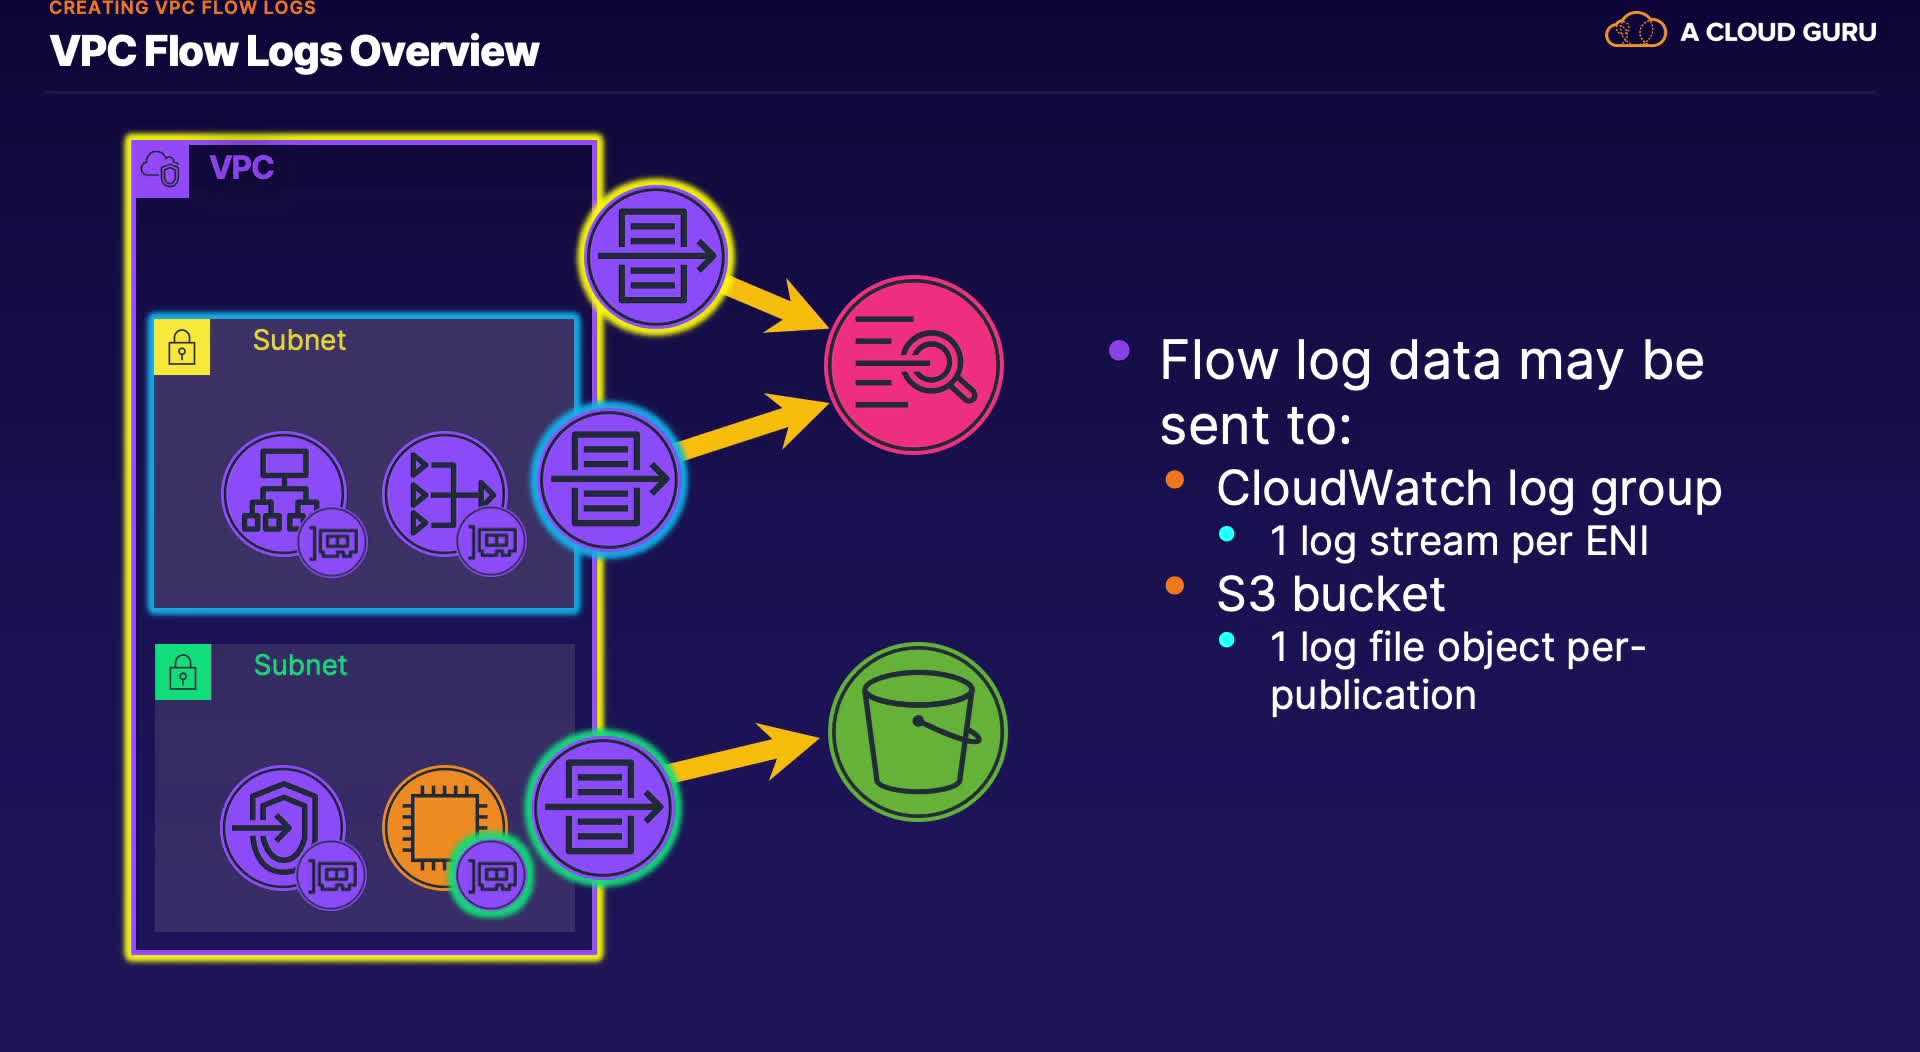 CREATING VPC FLOW LOGS
VPC Flow Logs Overview
A CLOUD GURU
VPC
Subnet
Subnet
Flow log data may be
sent to:
CloudWatch log group
1 log stream per ENI
S3 bucket
1 log file object per-
publication